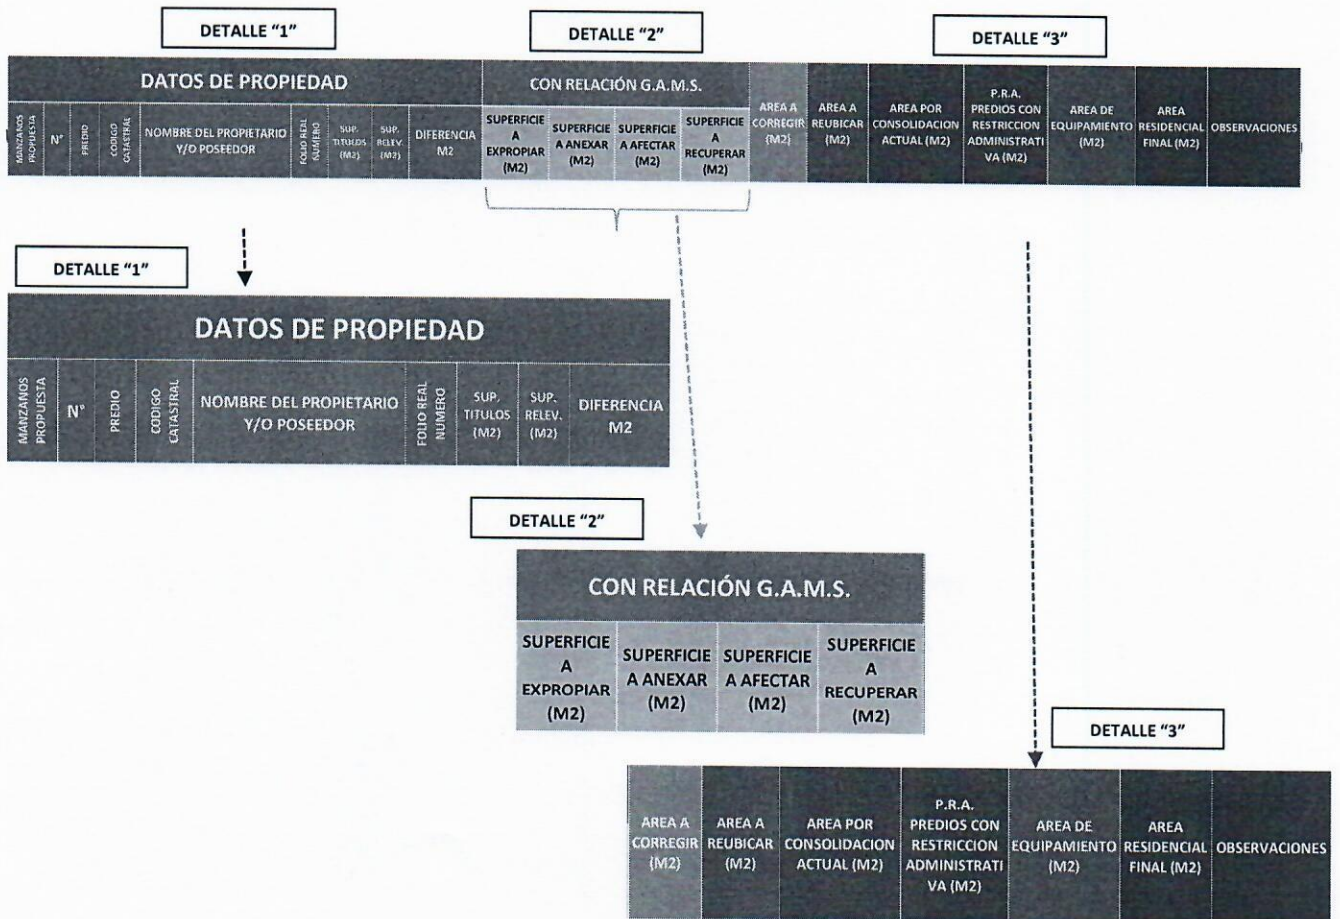 DETALLE “1”
DETALLE “2”
DETALLE “3”
DATOS DE PROPIEDAD
CON RELACIÓN G.A.M.S.
MANZANOS
PROPUESTA
N°
PREDIO
CODIGO
CATASTRAL
NOMBRE DEL PROPIETARIO
Y/O POSEEDOR
FOLIO REAL
NUMERO
SUP.
TITULOS
(M2)
SUP.
RELEV.
(M2)
DIFERENCIA
M2
SUPERFICIE
A
EXPROPIAR
(M2)
SUPERFICIE
A ANEXAR
(M2)
SUPERFICIE
A AFECTAR
(M2)
SUPERFICIE
A
RECUPERAR
(M2)
AREA A
CORREGIR
(M2)
AREA A
REUBICAR
(M2)
AREA POR
CONSOLIDACION
ACTUAL (M2)
P.R.A.
PREDIOS CON
RESTRICCION
ADMINISTRATI
VA (M2)
AREA DE
EQUIPAMIENTO
(M2)
AREA
RESIDENCIAL
FINAL (M2)
OBSERVACIONES
DETALLE “1”
DATOS DE PROPIEDAD
MANZANOS
PROPUESTA
N°
PREDIO
CODIGO
CATASTRAL
NOMBRE DEL PROPIETARIO
Y/O POSEEDOR
FOLIO REAL
NUMERO
SUP.
TITULOS
(M2)
SUP.
RELEV.
(M2)
DIFERENCIA
M2
DETALLE “2”
CON RELACIÓN G.A.M.S.
SUPERFICIE
A
EXPROPIAR
(M2)
SUPERFICIE
A ANEXAR
(M2)
SUPERFICIE
A AFECTAR
(M2)
SUPERFICIE
A
RECUPERAR
(M2)
DETALLE “3”
AREA A
CORREGIR
(M2)
AREA A
REUBICAR
(M2)
AREA POR
CONSOLIDACION
ACTUAL (M2)
P.R.A.
PREDIOS CON
RESTRICCION
ADMINISTRATI
VA (M2)
AREA DE
EQUIPAMIENTO
(M2)
AREA
RESIDENCIAL
FINAL (M2)
OBSERVACIONES